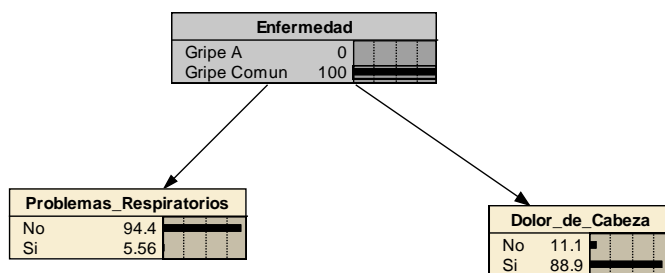 Enfermedad
Gripe A 0
Gripe Comun 100
Problemas_Respiratorios
No 94.4
Si 5.56
Dolor_de_Cabeza
No 11.1
Si 88.9